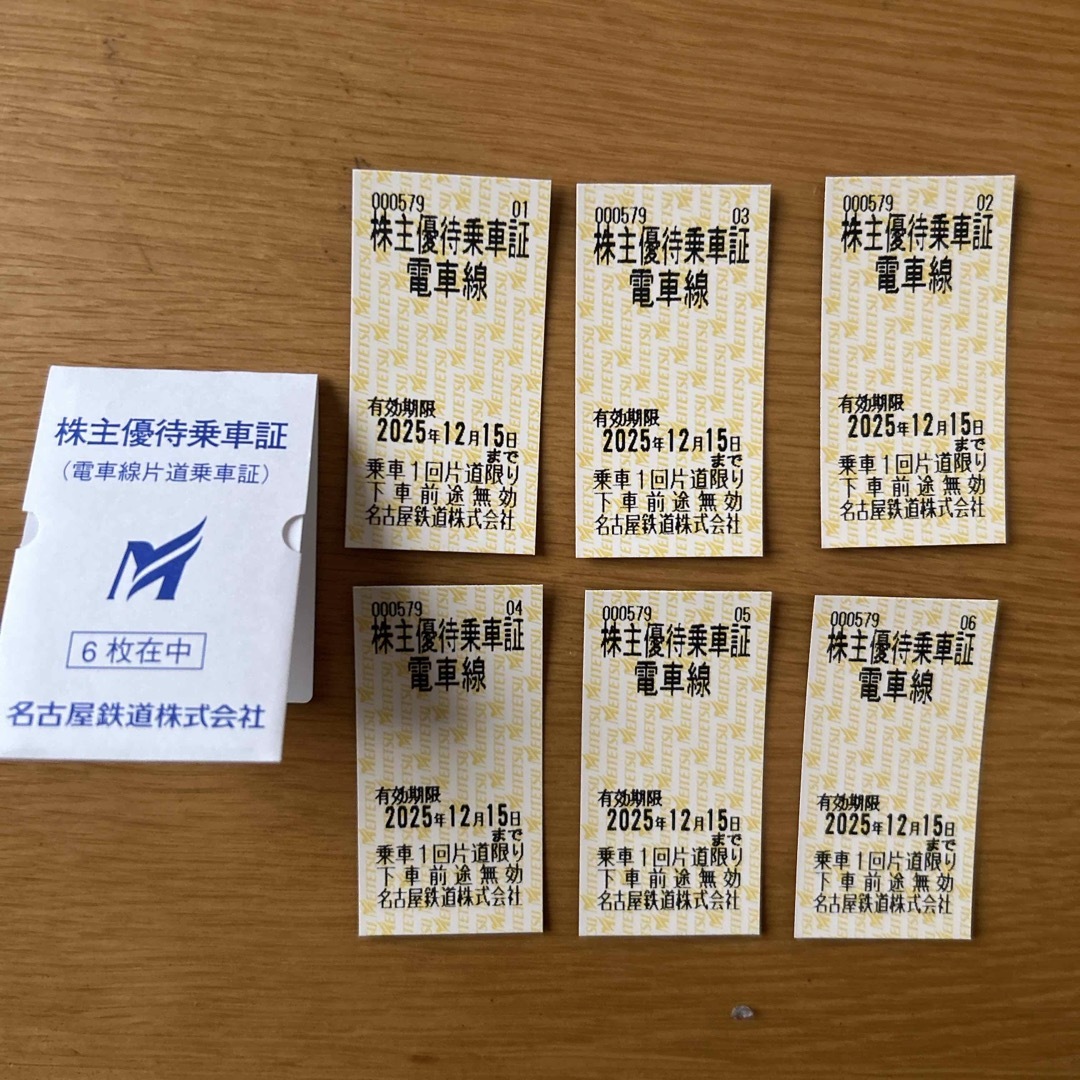 株主優待乗車証
(電車線片道乗車証)
6枚在中
名古屋鉄道株式会社
000579 01
株主優待乗車証
電車線
有効期限
2025年12月15日
まで
乗車1回片道限り
下車前途無効
名古屋鉄道株式会社
000579 03
株主優待乗車証
電車線
有効期限
2025年12月15日
まで
乗車1回片道限り
下車前途無効
名古屋鉄道株式会社
000579 02
株主優待乗車証
電車線
有効期限
2025年12月15日
まで
乗車1回片道限り
下車前途無効
名古屋鉄道株式会社
000579 04
株主優待乗車証
電車線
有効期限
2025年12月15日
まで
乗車1回片道限り
下車前途無効
名古屋鉄道株式会社
000579 05
株主優待乗車証
電車線
有効期限
2025年12月15日
まで
乗車1回片道限り
下車前途無効
名古屋鉄道株式会社
000579 06
株主優待乗車証
電車線
有効期限
2025年12月15日
まで
乗車1回片道限り
下車前途無効
名古屋鉄道株式会社